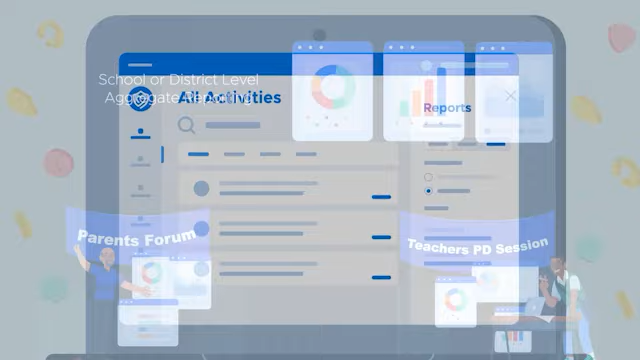 School or District Level
Aggregate Reporting
All Activities
Reports
Parents Forum
Teachers PD Session